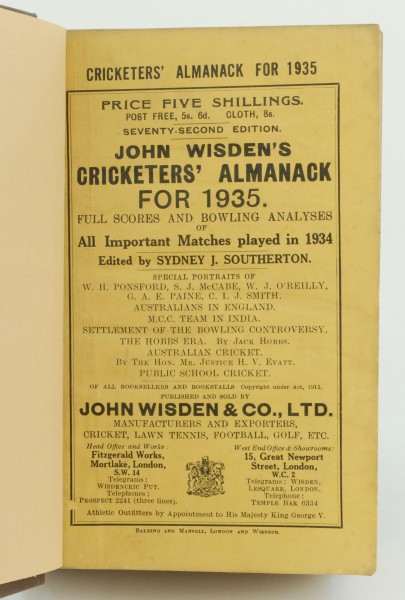 CRICKETERS' ALMANACK FOR 1935
PRICE FIVE SHILLINGS.
POST FREE, 5s. 6d. CLOTH, 8s.
SEVENTY-SECOND EDITION.
JOHN WISDEN'S
CRICKETERS' ALMANACK
FOR 1935.
FULL SCORES AND BOWLING ANALYSES
OF
All Important Matches played in 1934
Edited by SYDNEY J. SOUTHERTON.
SPECIAL PORTRAITS OF
W. H. PONSFORD, S. J. McCABE, W. J. O'REILLY,
G. A. E. PAINE, C. I. J. SMITH.
AUSTRALIANS IN ENGLAND.
M.C.C. TEAM IN INDIA.
SETTLEMENT OF THE BOWLING CONTROVERSY.
THE HOBBS ERA. By Jack Hobbs.
AUSTRALIAN CRICKET.
By The Hon. Mr. Justice H. V. Evatt.
PUBLIC SCHOOL CRICKET.
OF ALL BOOKSELLERS AND BOOKSTALLS Copyright under Act, 1911.
PUBLISHED AND SOLD BY
JOHN WISDEN & CO., LTD.
MANUFACTURERS AND EXPORTERS,
CRICKET, LAWN TENNIS, FOOTBALL, GOLF, ETC.
Head Office and Works:
Fitzgerald Works,
Mortlake, London,
S.W. 14
Telegrams:
Wisdencric Put.
Telephones:
Prospect 2241 (three lines).
West End Office & Showrooms:
15, Great Newport
Street, London,
W.C. 2
Telegrams: Wisden,
Lesquare, London.
Telephone:
Temple Bar 6334
Athletic Outfitters by Appointment to His Majesty King George V.
Balding and Mansell, London and Wisbech.